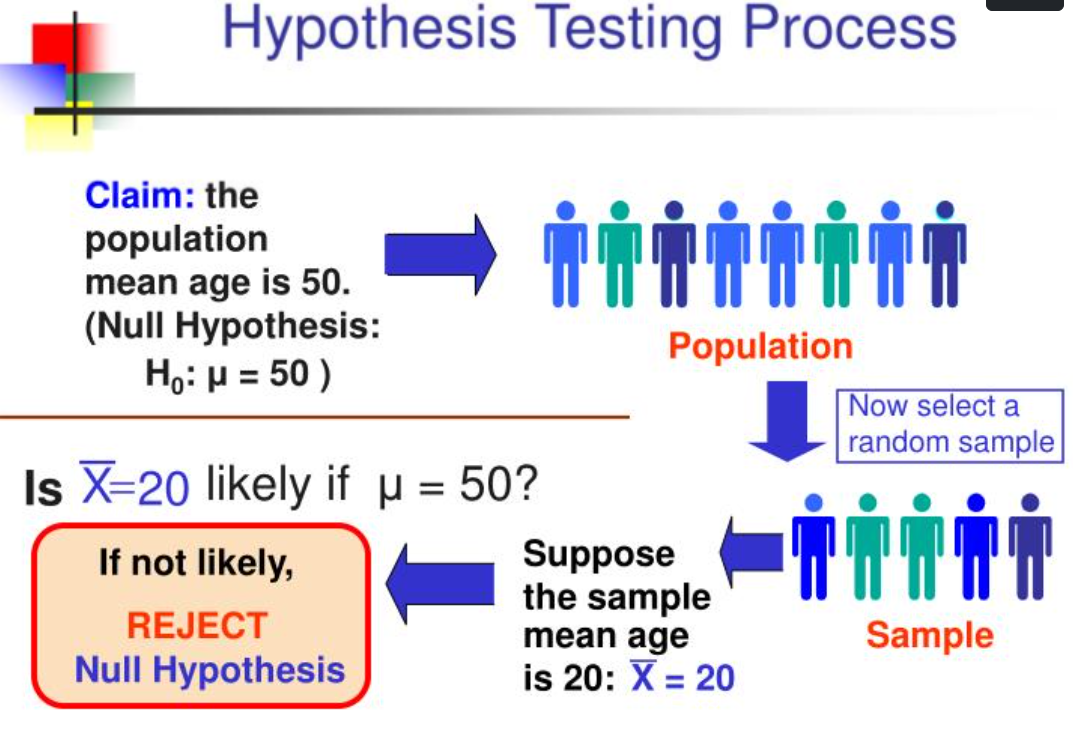 Hypothesis Testing Process
Claim: the
population
mean age is 50.
(Null Hypothesis:
H₀: μ = 50 )
Population
Now select a
random sample
Sample
Suppose
the sample
mean age
is 20: X̅ = 20
Is X̅=20 likely if μ = 50?
If not likely,
REJECT
Null Hypothesis